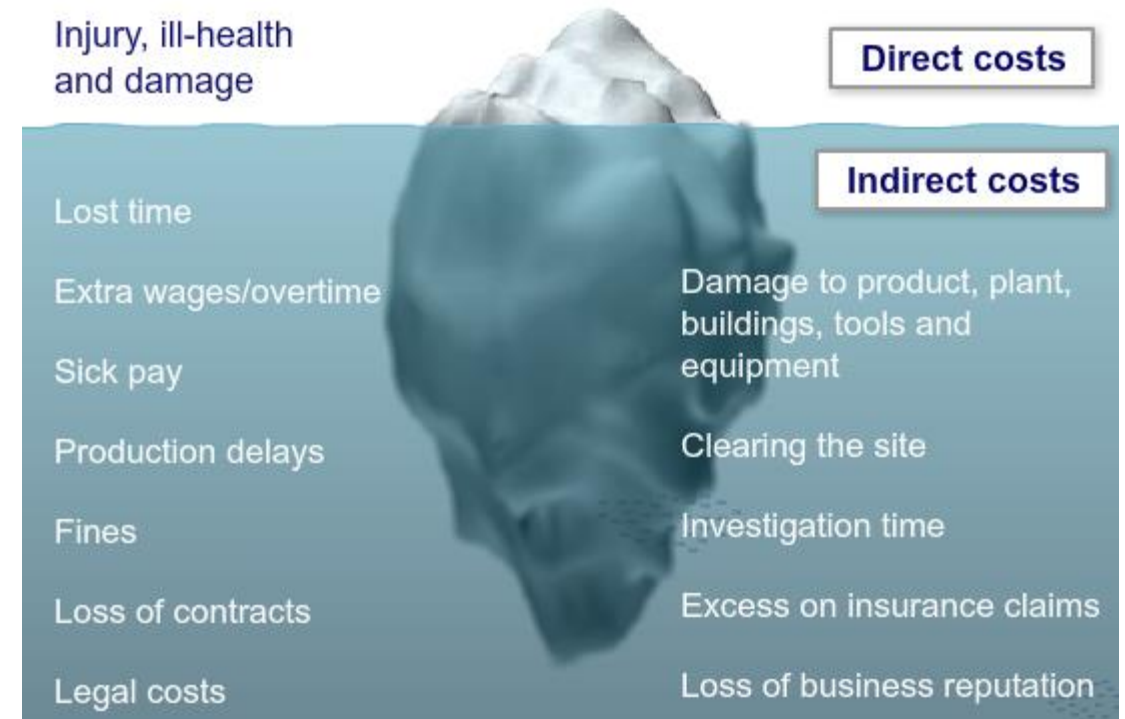 Injury, ill-health
and damage
Direct costs
Indirect costs
Lost time
Extra wages/overtime
Sick pay
Production delays
Fines
Loss of contracts
Legal costs
Damage to product, plant,
buildings, tools and
equipment
Clearing the site
Investigation time
Excess on insurance claims
Loss of business reputation